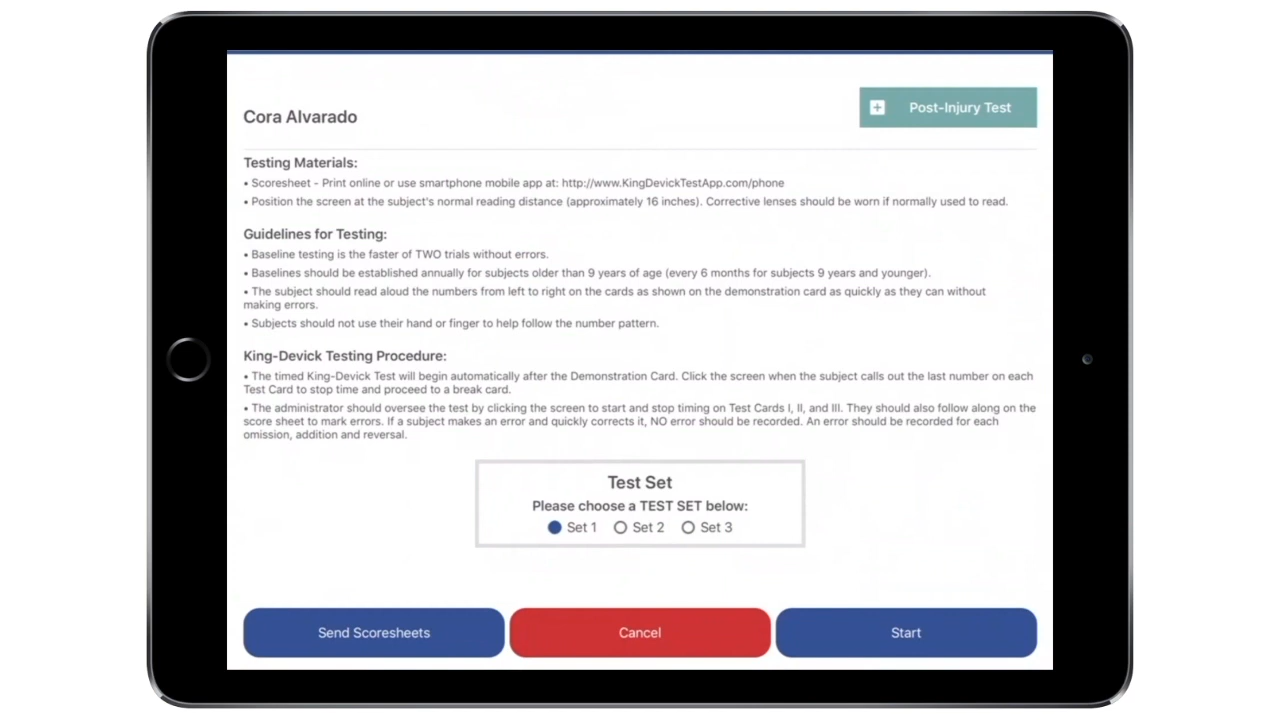 Cora Alvarado
Post-Injury Test
Testing Materials:
• Scoresheet - Print online or use smartphone mobile app at: http://www.KingDevickTestApp.com/phone
• Position the screen at the subject's normal reading distance (approximately 16 inches). Corrective lenses should be worn if normally used to read.
Guidelines for Testing:
• Baseline testing is the faster of TWO trials without errors.
• Baselines should be established annually for subjects older than 9 years of age (every 6 months for subjects 9 years and younger).
• The subject should read aloud the numbers from left to right on the cards as shown on the demonstration card as quickly as they can without
making errors.
• Subjects should not use their hand or finger to help follow the number pattern.
King-Devick Testing Procedure:
• The timed King-Devick Test will begin automatically after the Demonstration Card. Click the screen when the subject calls out the last number on each
Test Card to stop time and proceed to a break card.
• The administrator should oversee the test by clicking the screen to start and stop timing on Test Cards I, II, and III. They should also follow along on the
score sheet to mark errors. If a subject makes an error and quickly corrects it, NO error should be recorded. An error should be recorded for each
omission, addition and reversal.
Test Set
Please choose a TEST SET below:
Set 1 Set 2 Set 3
Send Scoresheets
Cancel
Start